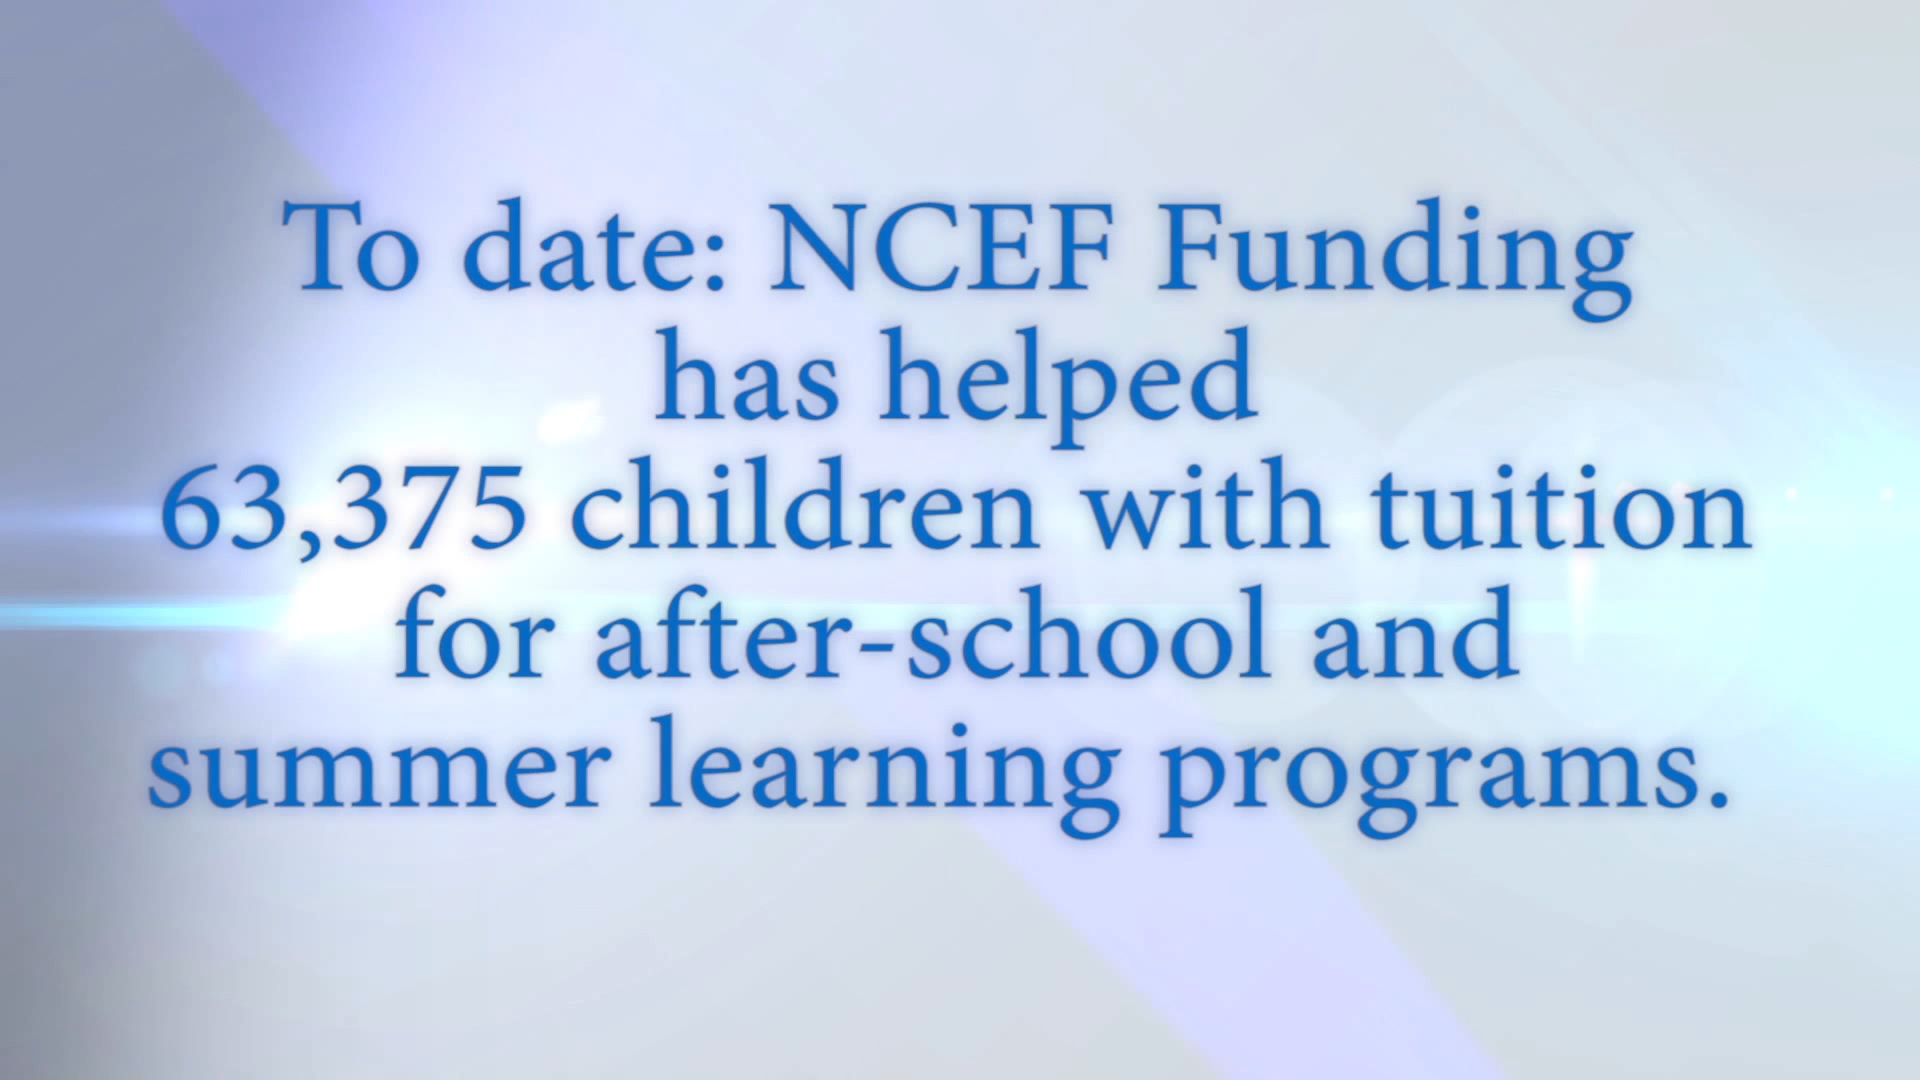 To date: NCEF Funding
has helped
63,375 children with tuition
for after-school and
summer learning programs.